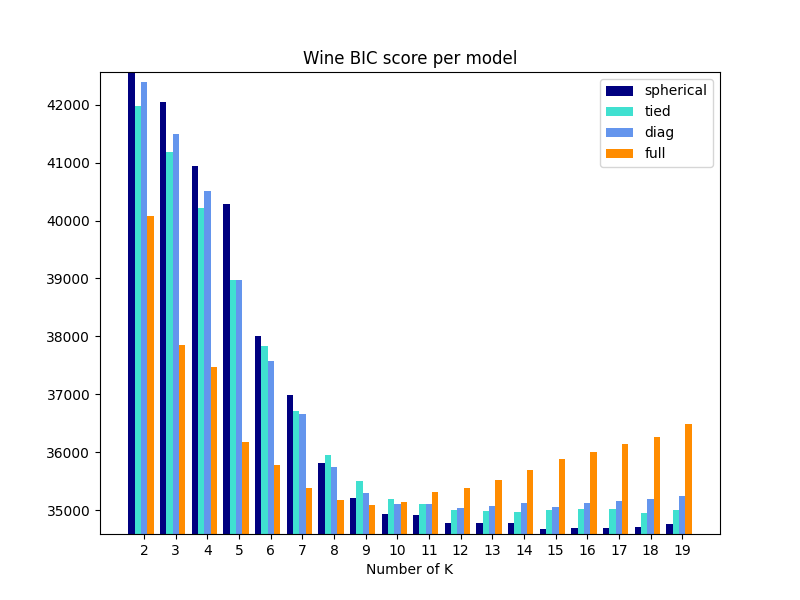 Wine BIC score per model
spherical
tied
diag
full
42000
41000
40000
39000
38000
37000
36000
35000
2 3 4 5 6 7 8 9 10 11 12 13 14 15 16 17 18 19
Number of K